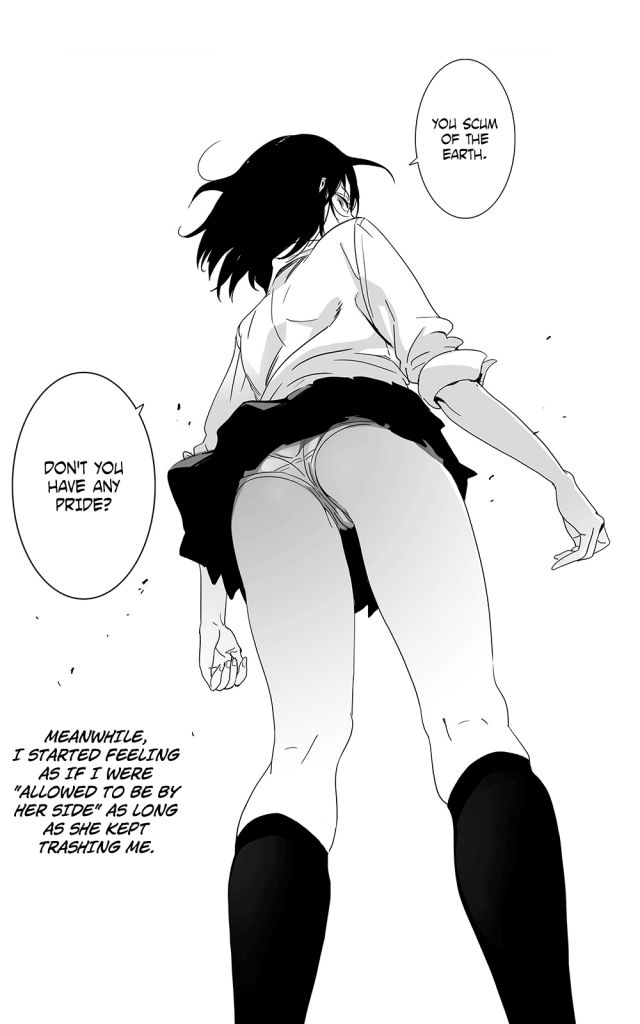 YOU SCUM
OF THE
EARTH.
DON'T YOU
HAVE ANY
PRIDE?
MEANWHILE,
I STARTED FEELING
AS IF I WERE
"ALLOWED TO BE BY
HER SIDE" AS LONG
AS SHE KEPT
TRASHING ME.